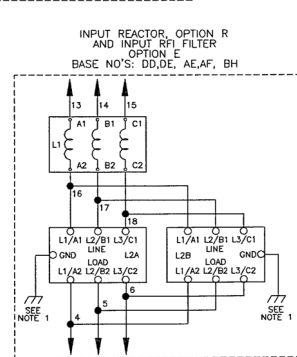 INPUT REACTOR, OPTION R
AND INPUT RFI FILTER
OPTION E
BASE NO'S: DD,DE, AE,AF, BH
13 14 15
A1 B1 C1
L1
A2 B2 C2
16
17
18
L1/A1 L2/B1 L3/C1 L1/A1 L2/B1 L3/C1
LINE LINE
GND L2A L2B GND
LOAD LOAD
L1/A2 L2/B2 L3/C2 L1/A2 L2/B2 L3/C2
SEE
NOTE 1
6
5
4
SEE
NOTE 1